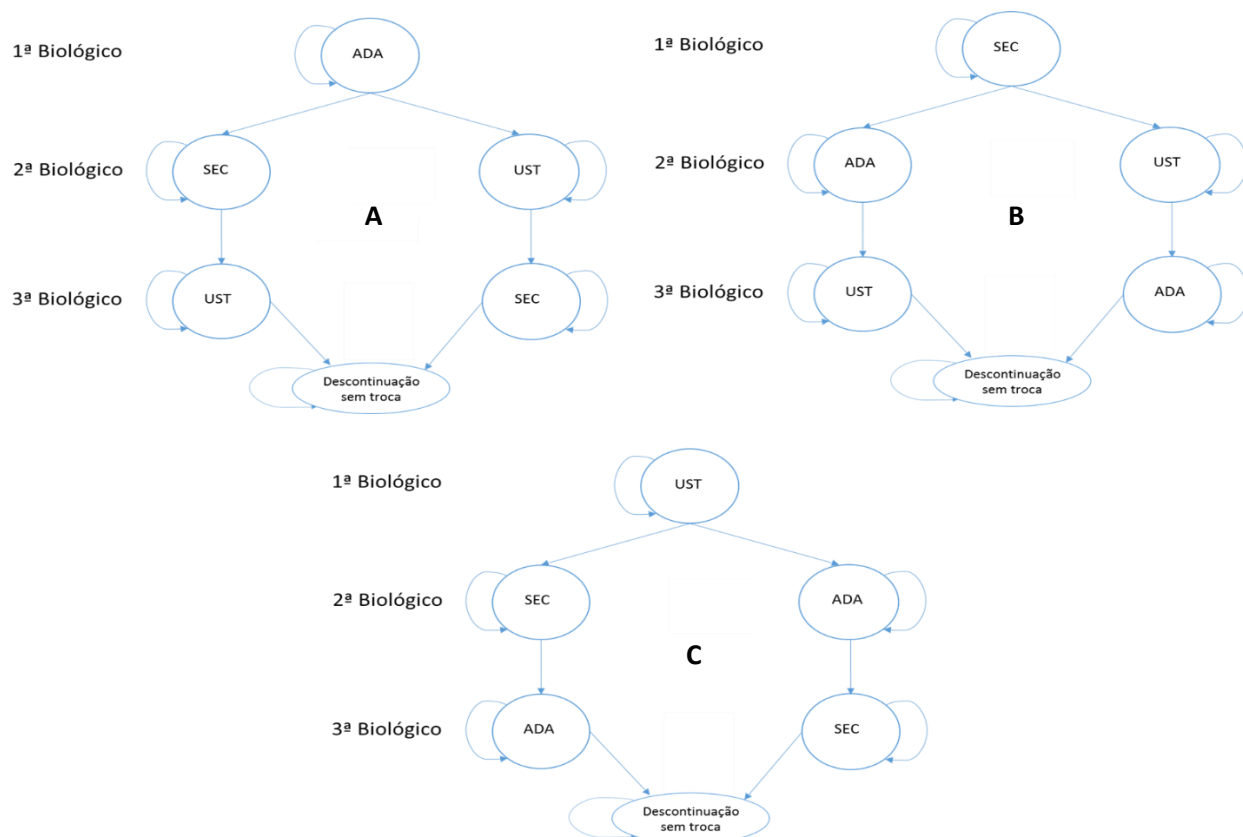 1ª Biológico
ADA
2ª Biológico
SEC
UST
A
3ª Biológico
UST
SEC
Descontinuação
sem troca
1ª Biológico
SEC
2ª Biológico
ADA
UST
B
3ª Biológico
UST
ADA
Descontinuação
sem troca
1ª Biológico
UST
2ª Biológico
SEC
ADA
C
3ª Biológico
ADA
SEC
Descontinuação
sem troca